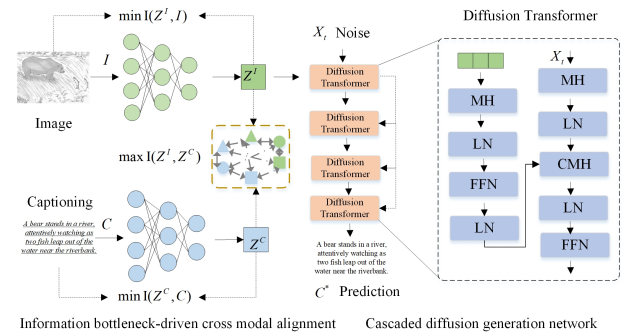 min I(Z^I, I)
I
Z^I
Image
max I(Z^I, Z^C)
Captioning
A bear stands in a river,
attentively watching as
two fish leap out of the
water near the riverbank.
C
Z^C
min I(Z^C, C)
Information bottleneck-driven cross modal alignment
X_t Noise
Diffusion
Transformer
Diffusion
Transformer
Diffusion
Transformer
Diffusion
Transformer
A bear stands in a river,
attentively watching as
two fish leap out of the
water near the riverbank.
C^* Prediction
Diffusion Transformer
MH
LN
FFN
LN
X_t
MH
LN
CMH
LN
FFN
Cascaded diffusion generation network